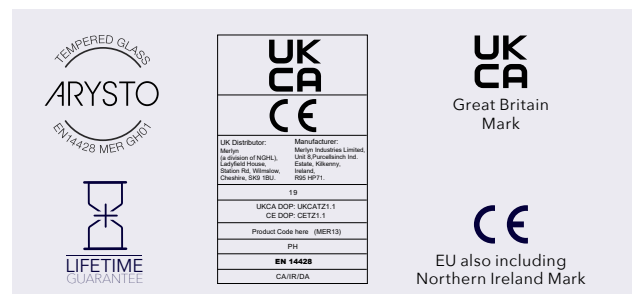 TEMPERED GLASS
ARYSTO
EN14428 MER GH01
LIFETIME
GUARANTEE
UK
CA
CE
UK Distributor:
Merlyn
(a division of NGHL),
Ladyfield House,
Station Rd, Wilmslow,
Cheshire, SK9 1BU.
Manufacturer:
Merlyn Industries Limited,
Unit 8,Purcellsinch Ind.
Estate, Kilkenny,
Ireland,
R95 HP71.
19
UKCA DOP: UKCATZ1.1
CE DOP: CETZ1.1
Product Code here (MER13)
PH
EN 14428
CA/IR/DA
UK
CA
Great Britain
Mark
CE
EU also including
Northern Ireland Mark